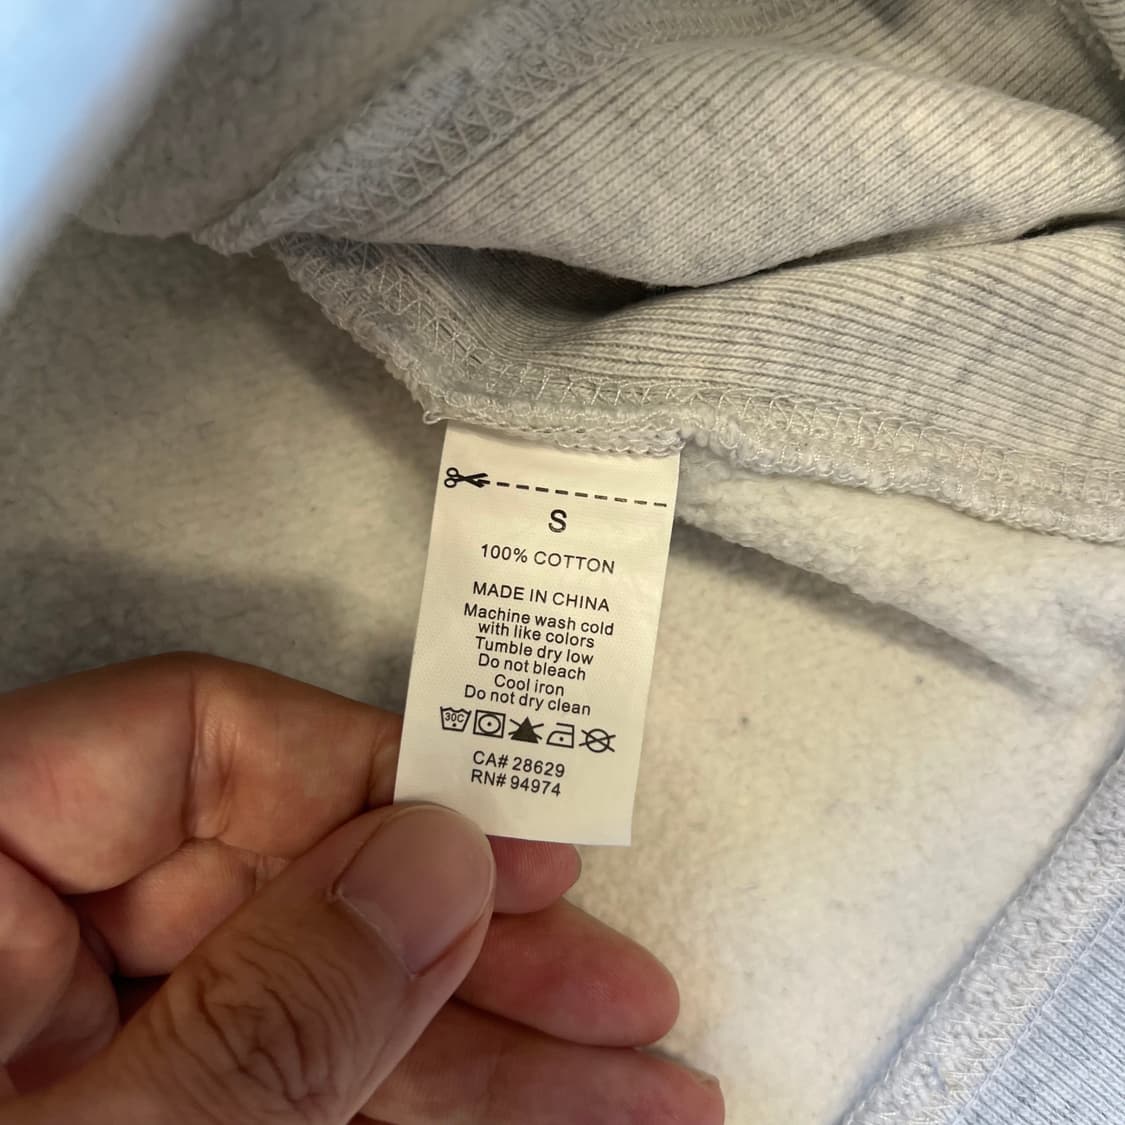 S
100% COTTON
MADE IN CHINA
Machine wash cold
with like colors
Tumble dry low
Do not bleach
Cool iron
Do not dry clean
30C
CA# 28629
RN# 94974